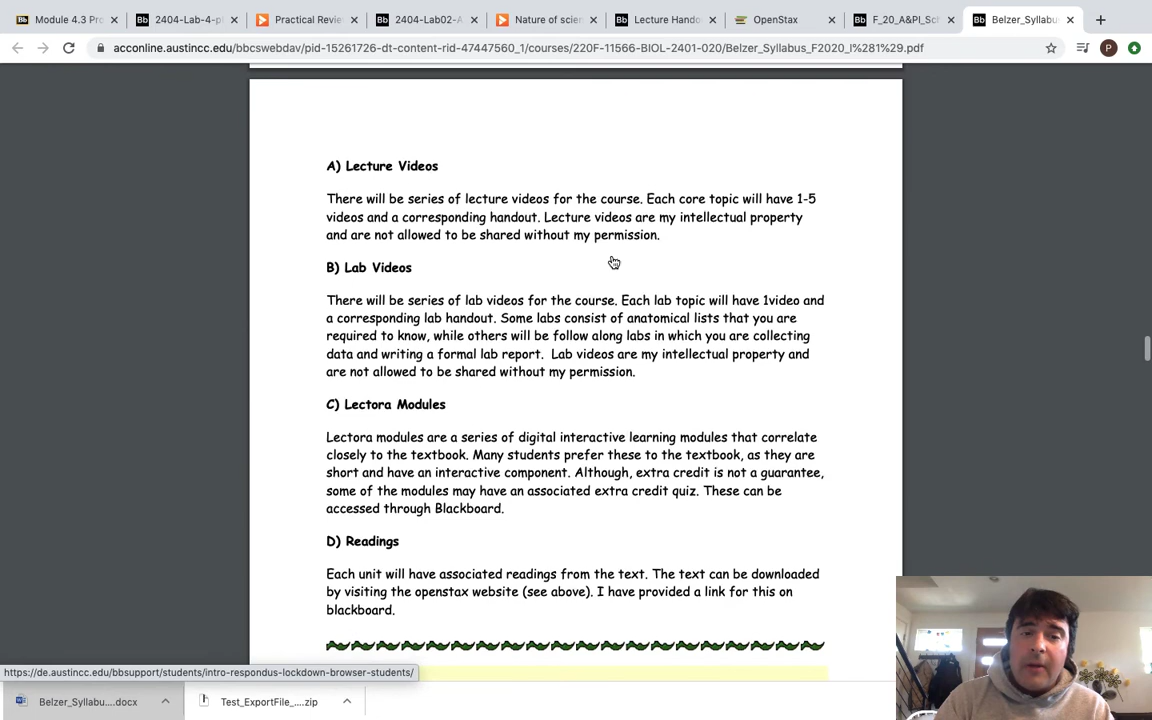 Module 4.3 Pro
2404-Lab-4-pl
Practical Revie
2404-Lab02-A
Nature of scien
Lecture Hando
OpenStax
F_20_A&PI_Sch
Belzer_Syllabu
acconline.austincc.edu/bbcswebdav/pid-15261726-dt-content-rid-47447560_1/courses/220F-11566-BIOL-2401-020/Belzer_Syllabus_F2020_I%281%29.pdf
P
A) Lecture Videos
There will be series of lecture videos for the course. Each core topic will have 1-5
videos and a corresponding handout. Lecture videos are my intellectual property
and are not allowed to be shared without my permission.
B) Lab Videos
There will be series of lab videos for the course. Each lab topic will have 1video and
a corresponding lab handout. Some labs consist of anatomical lists that you are
required to know, while others will be follow along labs in which you are collecting
data and writing a formal lab report. Lab videos are my intellectual property and
are not allowed to be shared without my permission.
C) Lectora Modules
Lectora modules are a series of digital interactive learning modules that correlate
closely to the textbook. Many students prefer these to the textbook, as they are
short and have an interactive component. Although, extra credit is not a guarantee,
some of the modules may have an associated extra credit quiz. These can be
accessed through Blackboard.
D) Readings
Each unit will have associated readings from the text. The text can be downloaded
by visiting the openstax website (see above). I have provided a link for this on
blackboard.
https://de.austincc.edu/bbsupport/students/intro-respondus-lockdown-browser-students/
Belzer_Syllabu....docx
Test_ExportFile_....zip